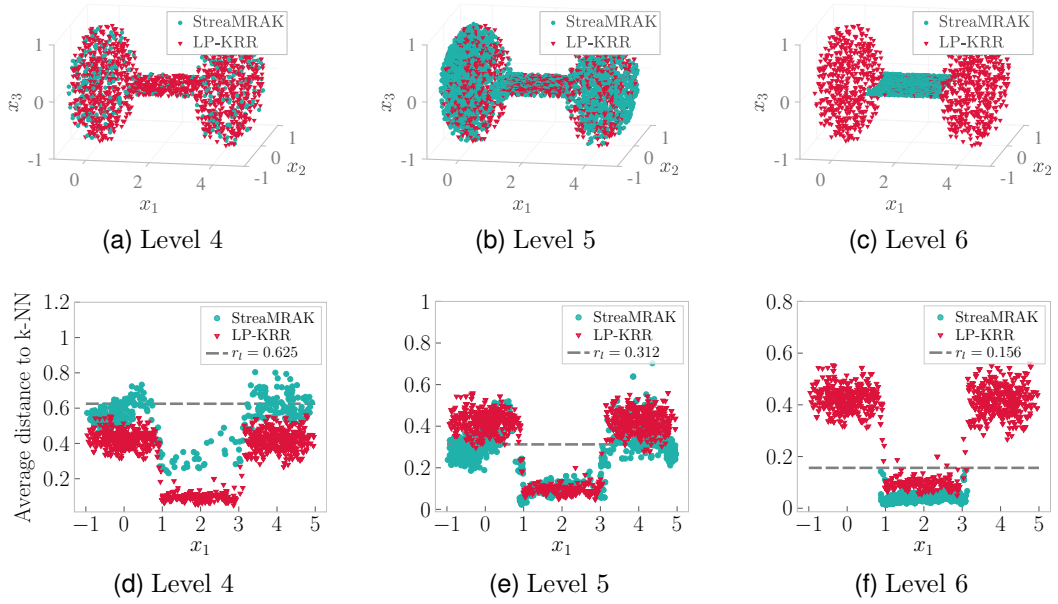 StreaMRAK
LP-KRR
1
0
-1
x3
0
2
4
x1
1
0
-1
x2
(a) Level 4
StreaMRAK
LP-KRR
1
0
-1
x3
0
2
4
x1
1
0
-1
x2
(b) Level 5
StreaMRAK
LP-KRR
1
0
-1
x3
0
2
4
x1
1
0
-1
x2
(c) Level 6
Average distance to k-NN
1.2
1
0.8
0.6
0.4
0.2
StreaMRAK
LP-KRR
r_l = 0.625
−1 0 1 2 3 4 5
x1
(d) Level 4
1
0.8
0.6
0.4
0.2
0
StreaMRAK
LP-KRR
r_l = 0.312
−1 0 1 2 3 4 5
x1
(e) Level 5
0.8
0.6
0.4
0.2
0
StreaMRAK
LP-KRR
r_l = 0.156
−1 0 1 2 3 4 5
x1
(f) Level 6